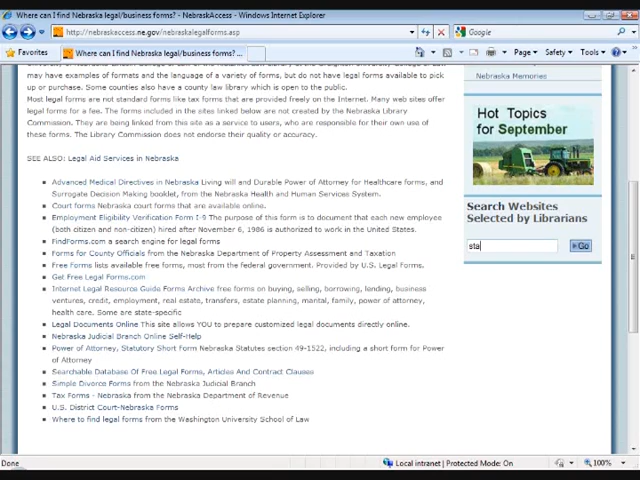 Where can I find Nebraska legal/business forms? - NebraskAccess - Windows Internet Explorer
http://nebraskaccess.ne.gov/nebraskalegalforms.asp
Google
Favorites
Where can I find Nebraska legal/business forms? ...
Page
Safety
Tools
may have examples of formats and the language of a variety of forms, but do not have legal forms available to pick
up or purchase. Some counties also have a county law library which is open to the public.
Most legal forms are not standard forms like tax forms that are provided freely on the Internet. Many web sites offer
legal forms for a fee. The forms included in the sites linked below are not created by the Nebraska Library
Commission. They are being linked from this site as a service to users, who are responsible for their own use of
these forms. The Library Commission does not endorse their quality or accuracy.
SEE ALSO: Legal Aid Services in Nebraska
Advanced Medical Directives in Nebraska Living will and Durable Power of Attorney for Healthcare forms, and
Surrogate Decision Making booklet, from the Nebraska Health and Human Services System.
Court forms Nebraska court forms that are available online.
Employment Eligibility Verification Form I-9 The purpose of this form is to document that each new employee
(both citizen and non-citizen) hired after November 6, 1986 is authorized to work in the United States.
FindForms.com a search engine for legal forms
Forms for County Officials from the Nebraska Department of Property Assessment and Taxation
Free Forms lists available free forms, most from the federal government. Provided by U.S. Legal Forms.
Get Free Legal Forms.com
Internet Legal Resource Guide Forms Archive free forms on buying, selling, borrowing, lending, business
ventures, credit, employment, real estate, transfers, estate planning, marital, family, power of attorney,
health care. Some are state-specific
Legal Documents Online This site allows YOU to prepare customized legal documents directly online.
Nebraska Judicial Branch Online Self-Help
Power of Attorney, Statutory Short Form Nebraska Statutes section 49-1522, including a short form for Power
of Attorney
Searchable Database Of Free Legal Forms, Articles And Contract Clauses
Simple Divorce Forms from the Nebraska Judicial Branch
Tax Forms - Nebraska from the Nebraska Department of Revenue
U.S. District Court-Nebraska Forms
Where to find legal forms from the Washington University School of Law
Nebraska Memories
Hot Topics
for September
Search Websites
Selected by Librarians
sta
Go
Done
Local intranet | Protected Mode: On
100%